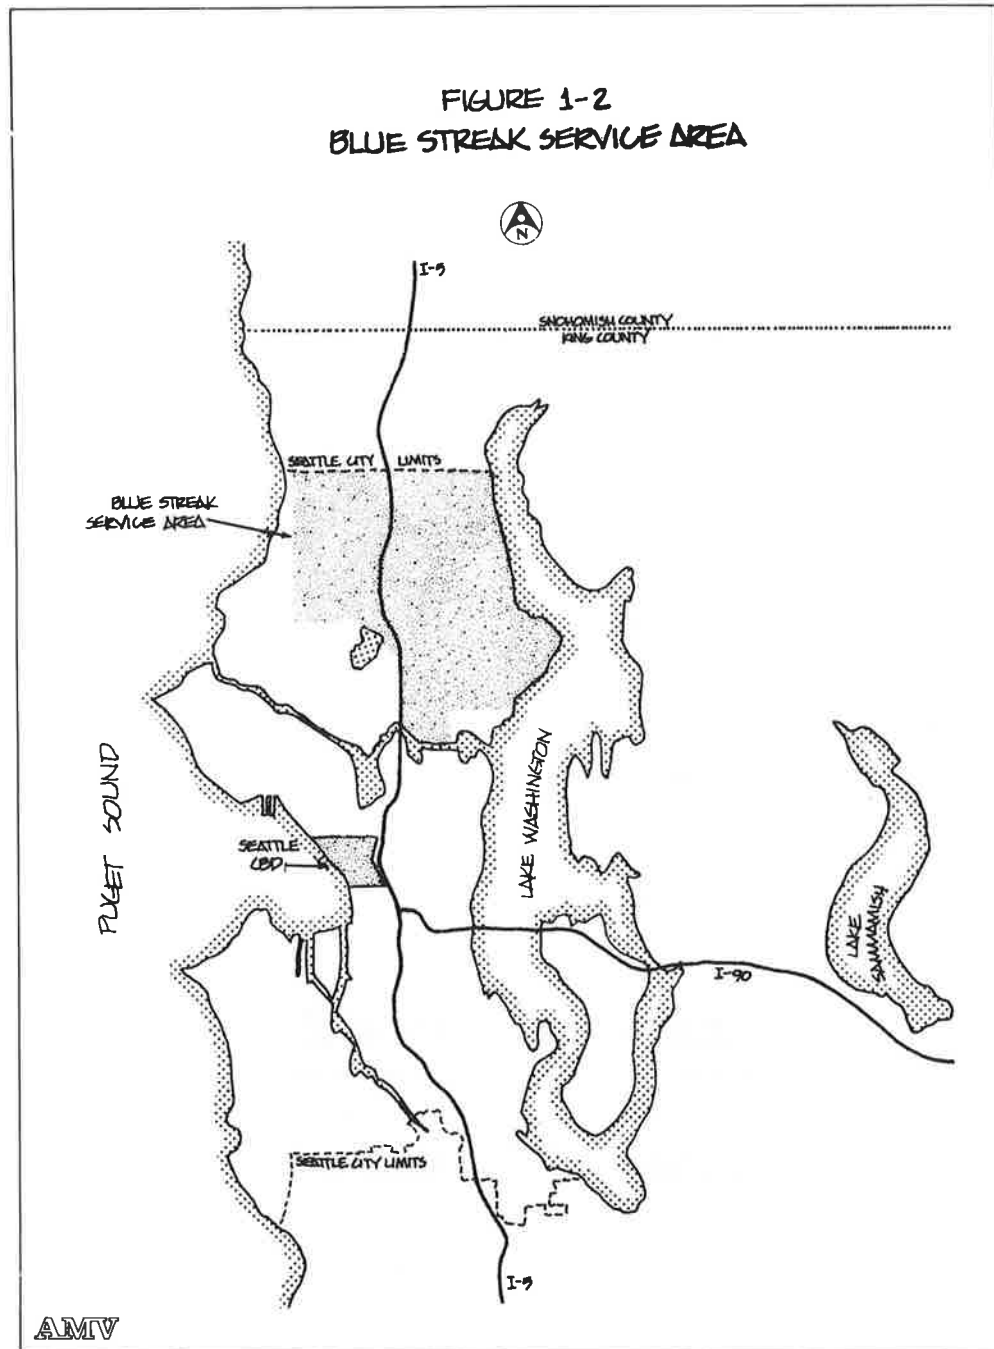 FIGURE 1-2
BLUE STREAK SERVICE AREA
N
I-5
SNOHOMISH COUNTY
KING COUNTY
SEATTLE CITY LIMITS
BLUE STREAK
SERVICE AREA
PUGET SOUND
LAKE WASHINGTON
SEATTLE
CBD
LAKE
SAMMAMISH
I-90
SEATTLE CITY LIMITS
I-5
AMV